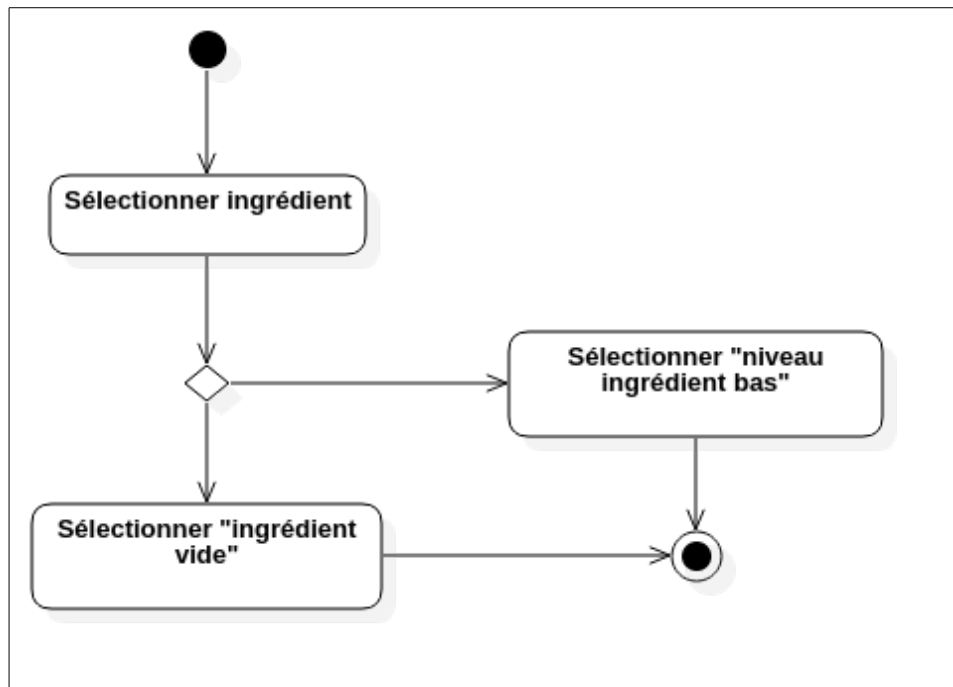 Sélectionner ingrédient
Sélectionner "niveau
ingrédient bas"
Sélectionner "ingrédient
vide"